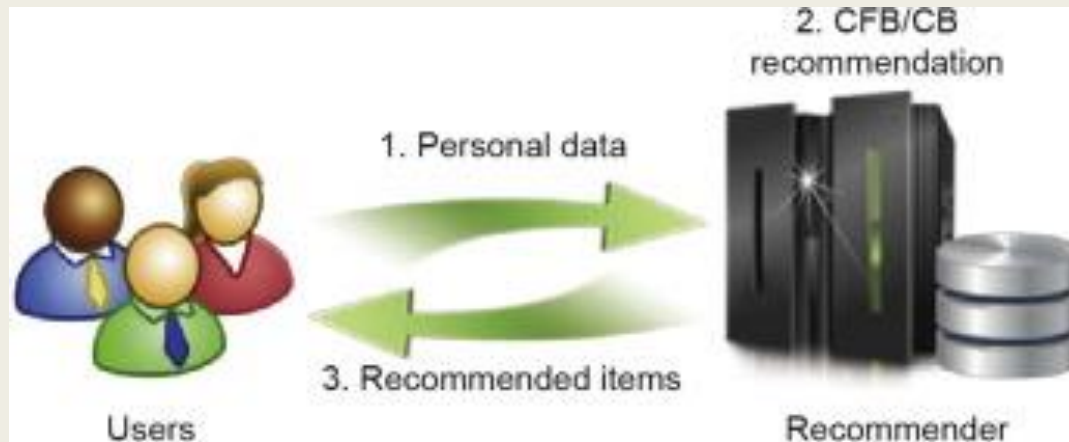 2. CFB/CB
recommendation
1. Personal data
3. Recommended items
Users
Recommender